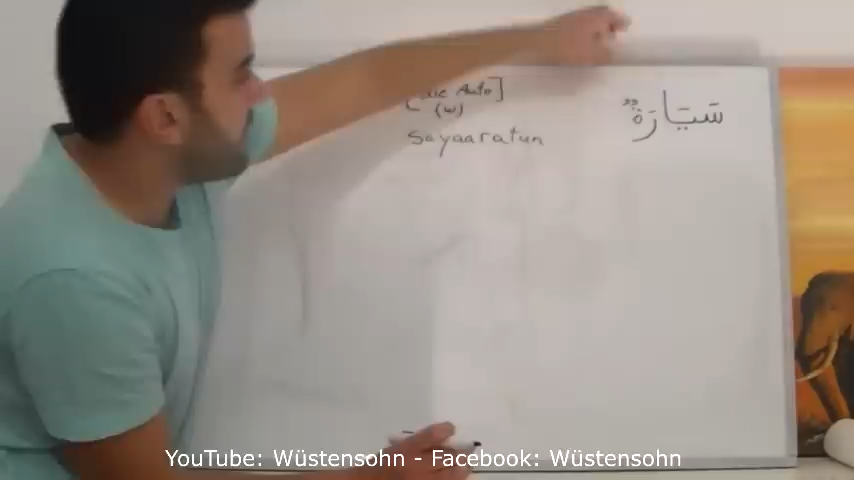 [die Auto]
(w)
Sayaaratun
سَيَّارَةٌ
YouTube: Wüstensohn - Facebook: Wüstensohn